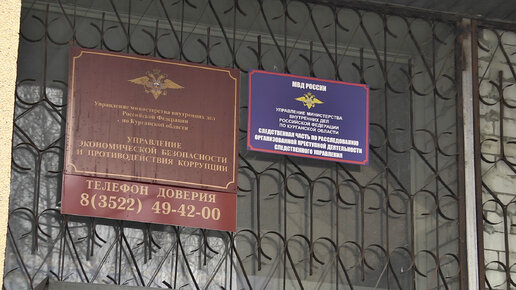 Управление министерства внутренних дел
Российской Федерации
по Курганской области
УПРАВЛЕНИЕ
ЭКОНОМИЧЕСКОЙ БЕЗОПАСНОСТИ
И ПРОТИВОДЕЙСТВИЯ КОРРУПЦИИ
ТЕЛЕФОН ДОВЕРИЯ
8(3522) 49-42-00
МВД РОССИИ
УПРАВЛЕНИЕ МИНИСТЕРСТВА
ВНУТРЕННИХ ДЕЛ
РОССИЙСКОЙ ФЕДЕРАЦИИ
ПО КУРГАНСКОЙ ОБЛАСТИ
СЛЕДСТВЕННАЯ ЧАСТЬ ПО РАССЛЕДОВАНИЮ
ОРГАНИЗОВАННОЙ ПРЕСТУПНОЙ ДЕЯТЕЛЬНОСТИ
СЛЕДСТВЕННОГО УПРАВЛЕНИЯ